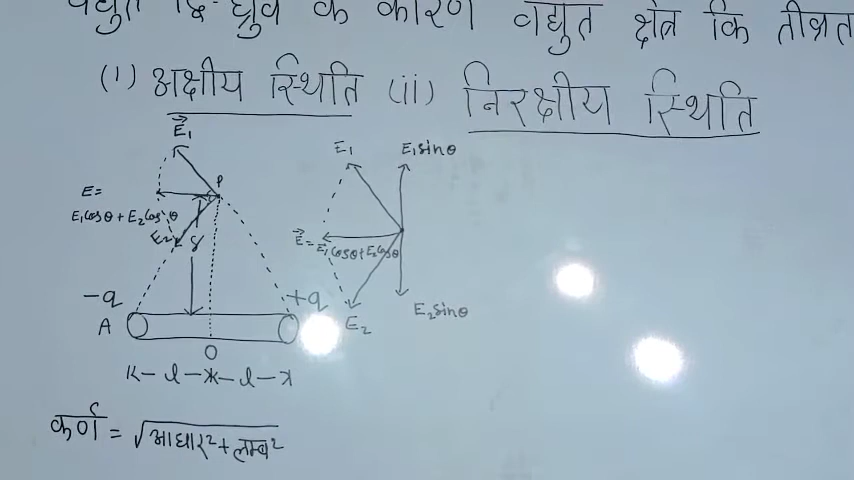 द्वि-ध्रुव के कारण वद्युत क्षेत्र कि तीव्रत
(i) अक्षीय स्थिति (ii) निरक्षीय स्थिति
E₁
P
E=
E₁cosθ + E₂cosθ
E₂
r
-q
+q
A
O
K- l -X- l -X
E₁
E₁sinθ
E=E₁cosθ+E₂cosθ
E₂
E₂sinθ
कर्ण = √आधार²+लम्ब²